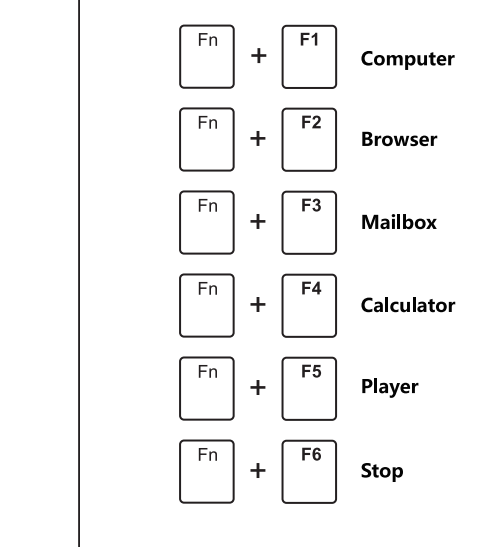 Fn + F1 Computer
Fn + F2 Browser
Fn + F3 Mailbox
Fn + F4 Calculator
Fn + F5 Player
Fn + F6 Stop